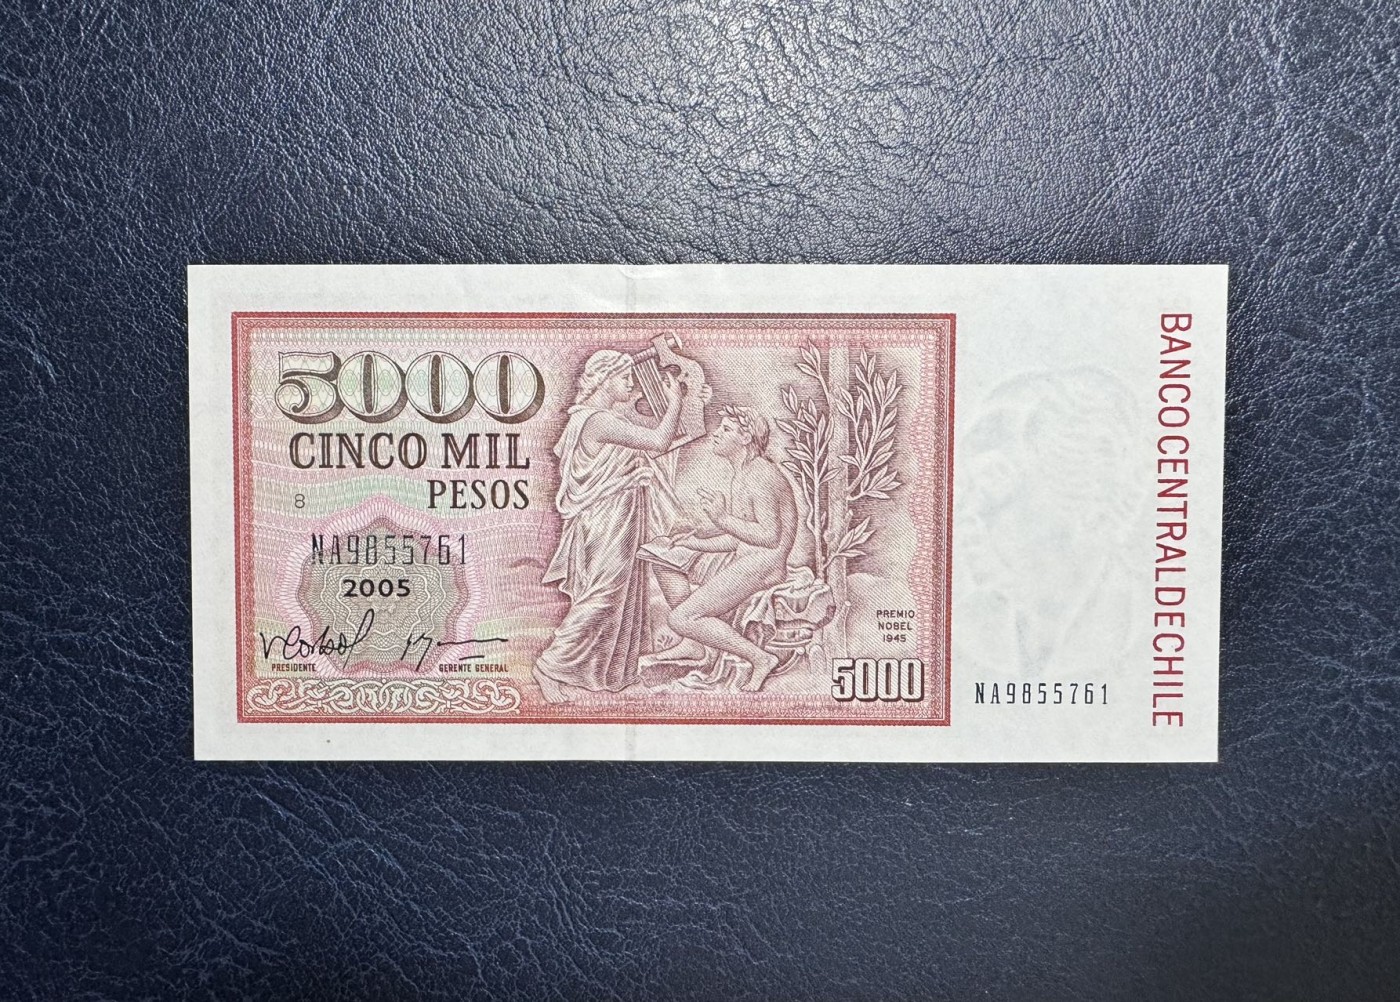 5000
CINCO MIL
PESOS
8
NA9855761
2005
PRESIDENTE
GERENTE GENERAL
PREMIO
NOBEL
1945
5000
NA9855761
BANCO CENTRAL DE CHILE